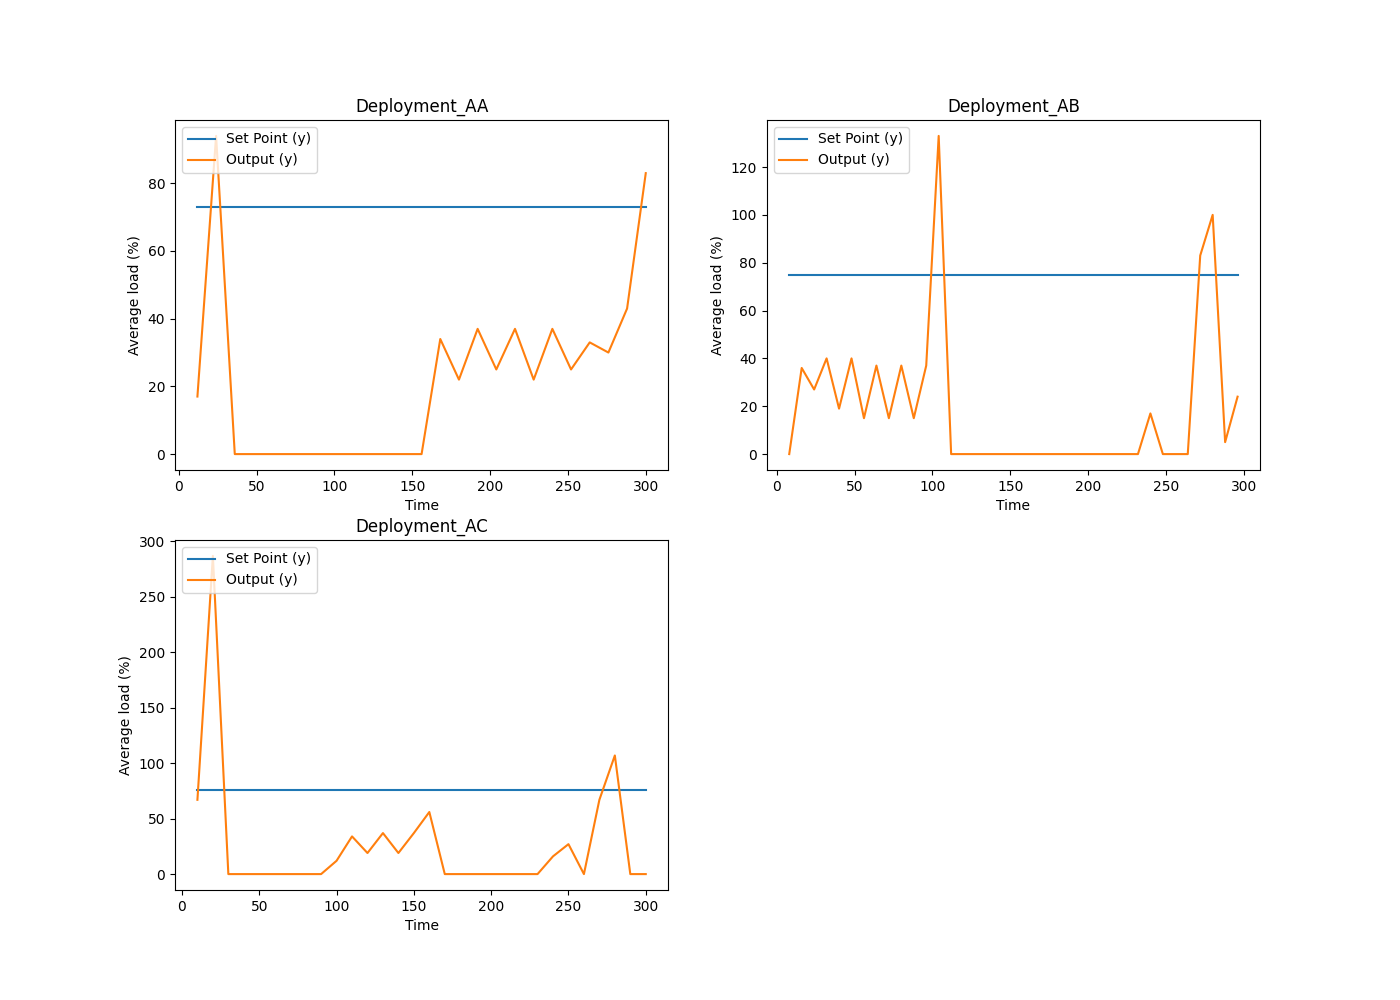 Deployment_AA
Set Point (y)
Output (y)
Average load (%)
80
60
40
20
0
0 50 100 150 200 250 300
Time
Deployment_AB
Set Point (y)
Output (y)
Average load (%)
120
100
80
60
40
20
0
0 50 100 150 200 250 300
Time
Deployment_AC
Set Point (y)
Output (y)
Average load (%)
300
250
200
150
100
50
0
0 50 100 150 200 250 300
Time